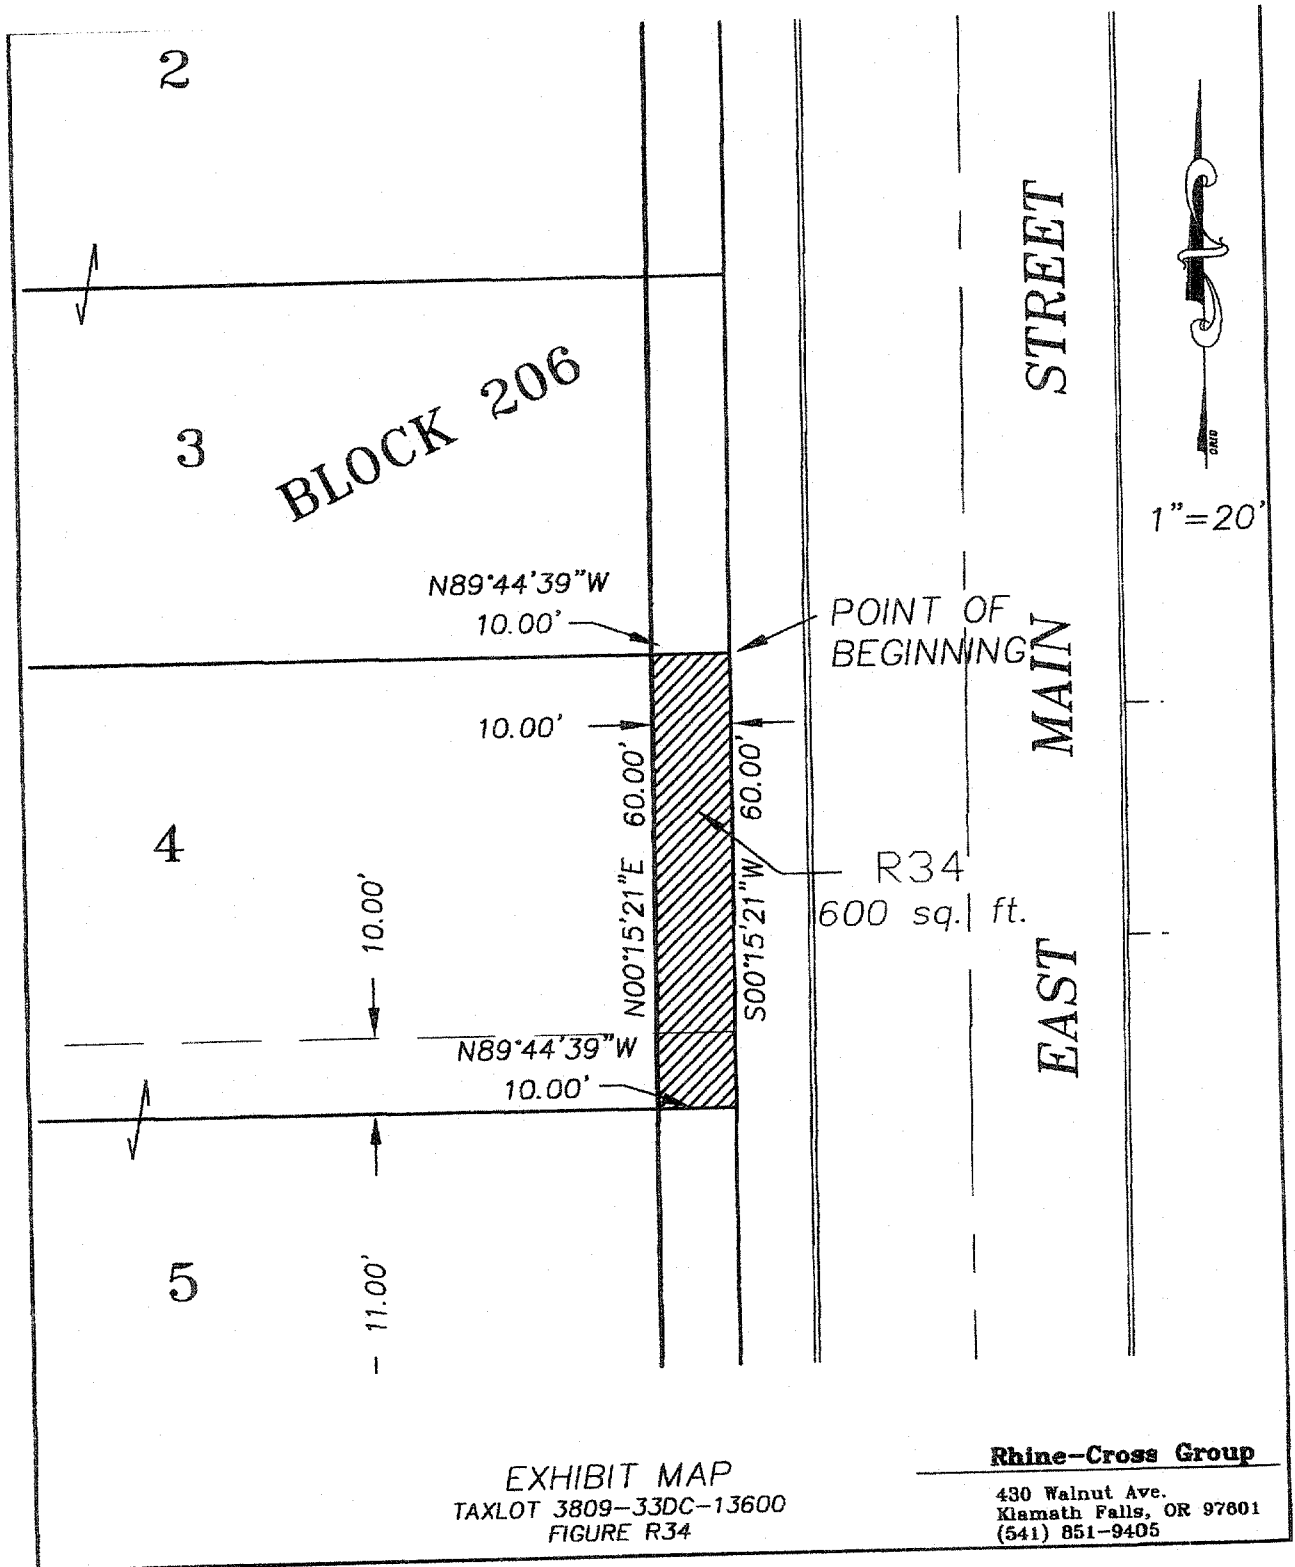 2
STREET
GRID
1"=20'
BLOCK 206
3
N89°44'39"W
10.00'
POINT OF
BEGINNING
MAIN
10.00'
60.00'
60.00'
4
R34
600 sq. ft.
10.00'
N00°15'21"E
S00°15'21"W
EAST
N89°44'39"W
10.00'
5
11.00'
EXHIBIT MAP
TAXLOT 3809-33DC-13600
FIGURE R34
Rhine-Cross Group
430 Walnut Ave.
Klamath Falls, OR 97601
(541) 851-9405